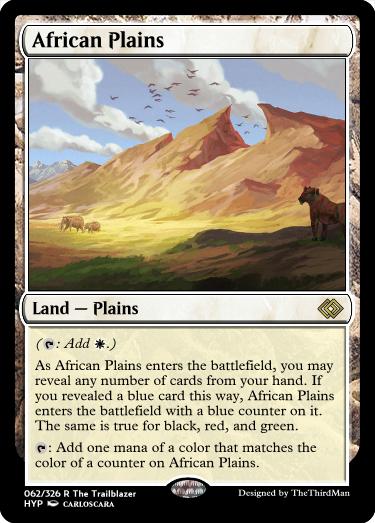 African Plains
Land — Plains
(T: Add W.)
As African Plains enters the battlefield, you may
reveal any number of cards from your hand. If
you revealed a blue card this way, African Plains
enters the battlefield with a blue counter on it.
The same is true for black, red, and green.
T: Add one mana of a color that matches the
color of a counter on African Plains.
062/326 R The Trailblazer
Designed by TheThirdMan
HYP CARLOSCARA